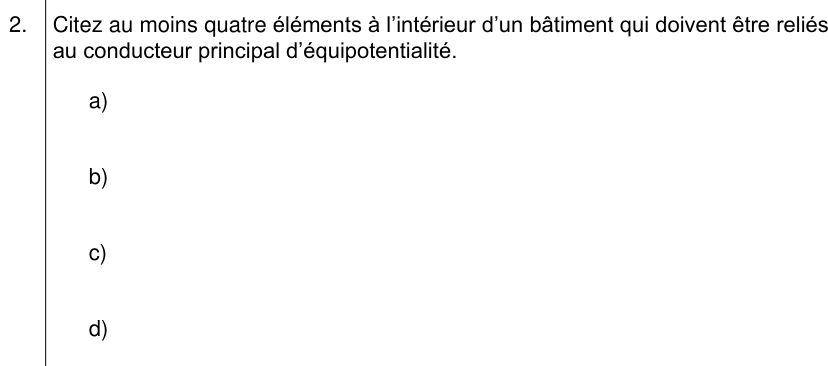 2. Citez au moins quatre éléments à l'intérieur d'un bâtiment qui doivent être reliés
au conducteur principal d'équipotentialité.
a)
b)
c)
d)